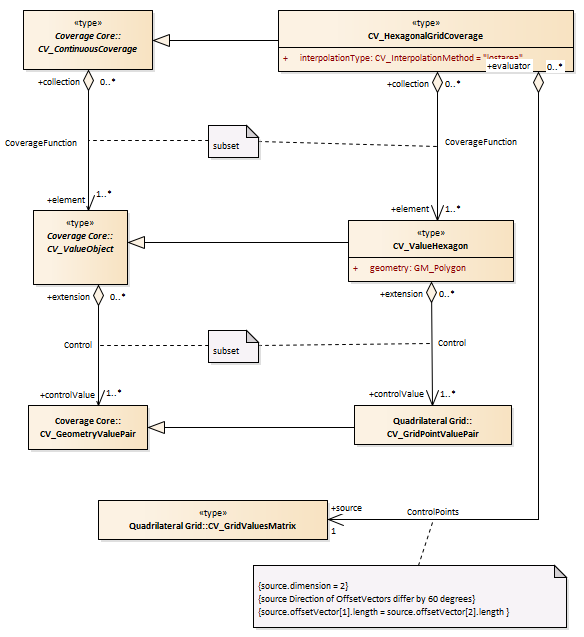 «type»
Coverage Core::
CV_ContinuousCoverage
«type»
CV_HexagonalGridCoverage
+ interpolationType: CV_InterpolationMethod = "lostarea"
+evaluator
0..*
+collection
0..*
+collection
0..*
CoverageFunction
subset
CoverageFunction
+element
1..*
+element
1..*
«type»
Coverage Core::
CV_ValueObject
«type»
CV_ValueHexagon
+ geometry: GM_Polygon
+extension
0..*
+extension
0..*
Control
subset
Control
+controlValue
1..*
+controlValue
1..*
Coverage Core::
CV_GeometryValuePair
Quadrilateral Grid::
CV_GridPointValuePair
«type»
Quadrilateral Grid::CV_GridValuesMatrix
+source
1
ControlPoints
{source.dimension = 2}
{source Direction of OffsetVectors differ by 60 degrees}
{source.offsetVector[1].length = source.offsetVector[2].length }